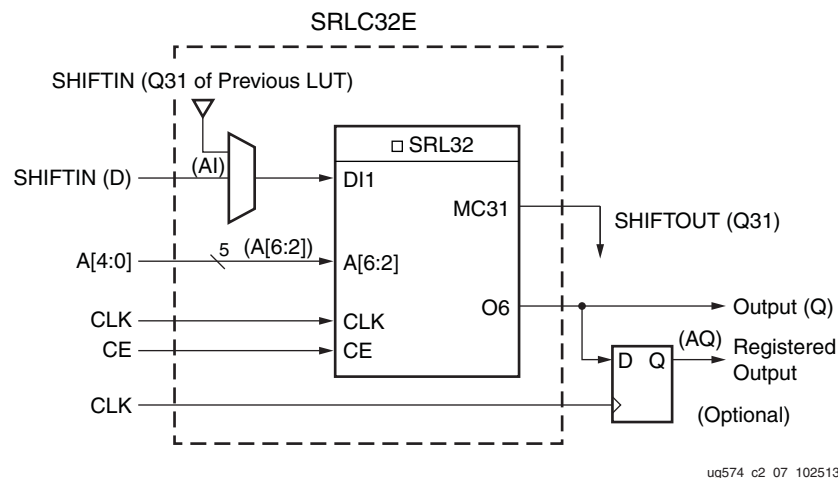 SRLC32E
SHIFTIN (Q31 of Previous LUT)
□ SRL32
(AI)
SHIFTIN (D)
DI1
MC31
SHIFTOUT (Q31)
A[4:0]
5
(A[6:2])
A[6:2]
O6
Output (Q)
CLK
CLK
CE
CE
(AQ)
D Q
Registered
Output
CLK
(Optional)
ug574_c2_07_102513